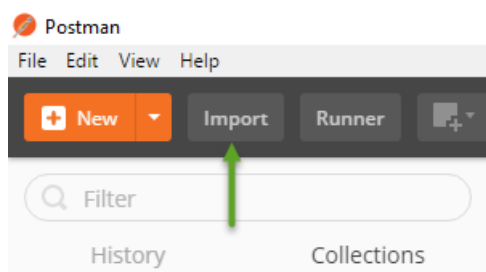 Postman
File Edit View Help
New Import Runner
Filter
History Collections